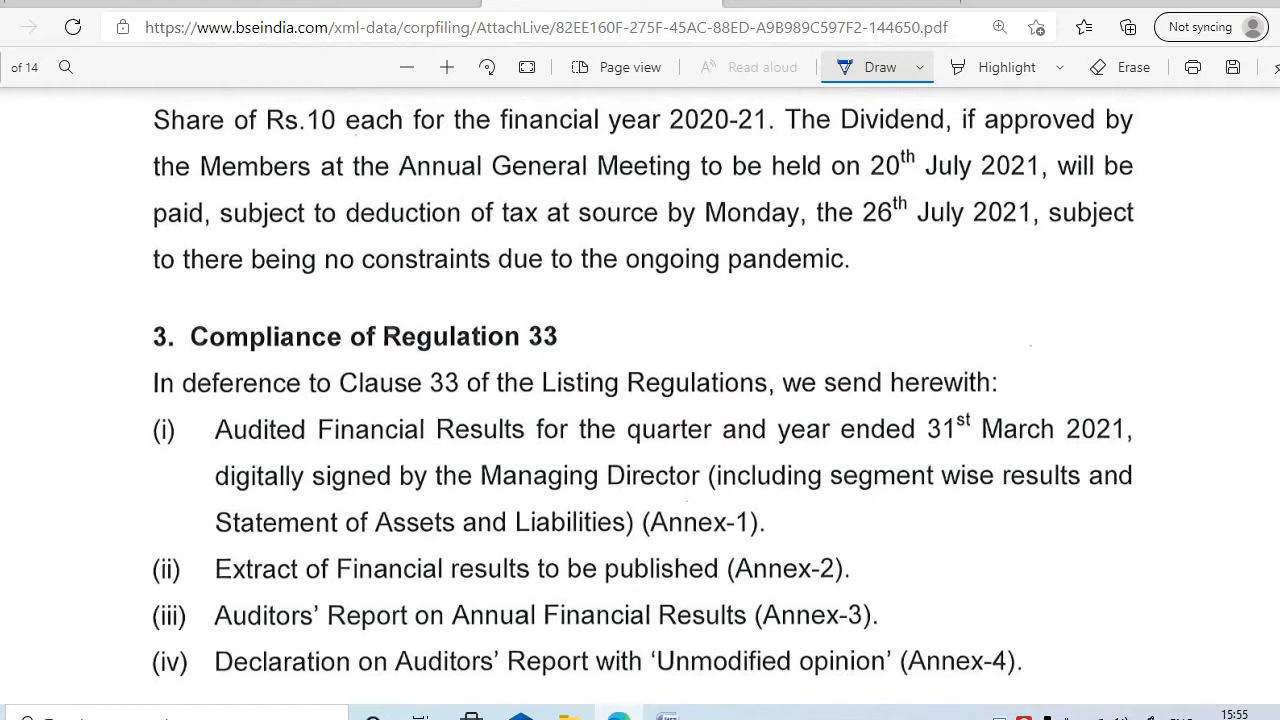 https://www.bseindia.com/xml-data/corpfiling/AttachLive/82EE160F-275F-45AC-88ED-A9B989C597F2-144650.pdf
Not syncing
of 14
Page view
Read aloud
Draw
Highlight
Erase
Share of Rs.10 each for the financial year 2020-21. The Dividend, if approved by
the Members at the Annual General Meeting to be held on 20th July 2021, will be
paid, subject to deduction of tax at source by Monday, the 26th July 2021, subject
to there being no constraints due to the ongoing pandemic.
3. Compliance of Regulation 33
In deference to Clause 33 of the Listing Regulations, we send herewith:
(i) Audited Financial Results for the quarter and year ended 31st March 2021,
digitally signed by the Managing Director (including segment wise results and
Statement of Assets and Liabilities) (Annex-1).
(ii) Extract of Financial results to be published (Annex-2).
(iii) Auditors’ Report on Annual Financial Results (Annex-3).
(iv) Declaration on Auditors’ Report with ‘Unmodified opinion’ (Annex-4).
15:55